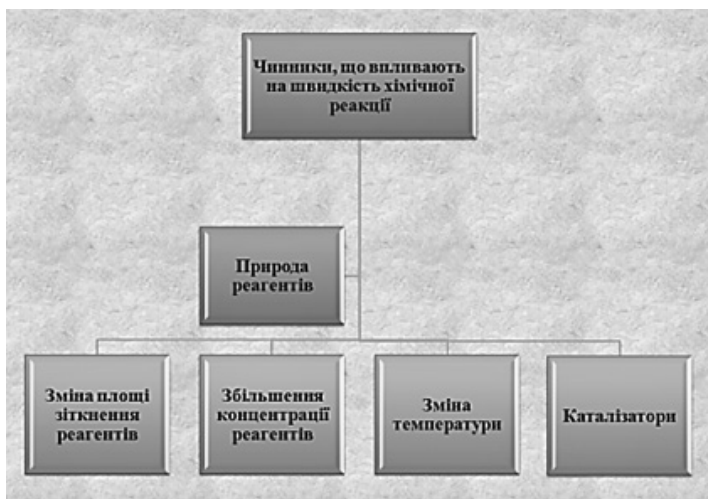 Чинники, що впливають
на швидкість хімічної
реакції
Природа
реагентів
Зміна площі
зіткнення
реагентів
Збільшення
концентрації
реагентів
Зміна
температури
Каталізатори